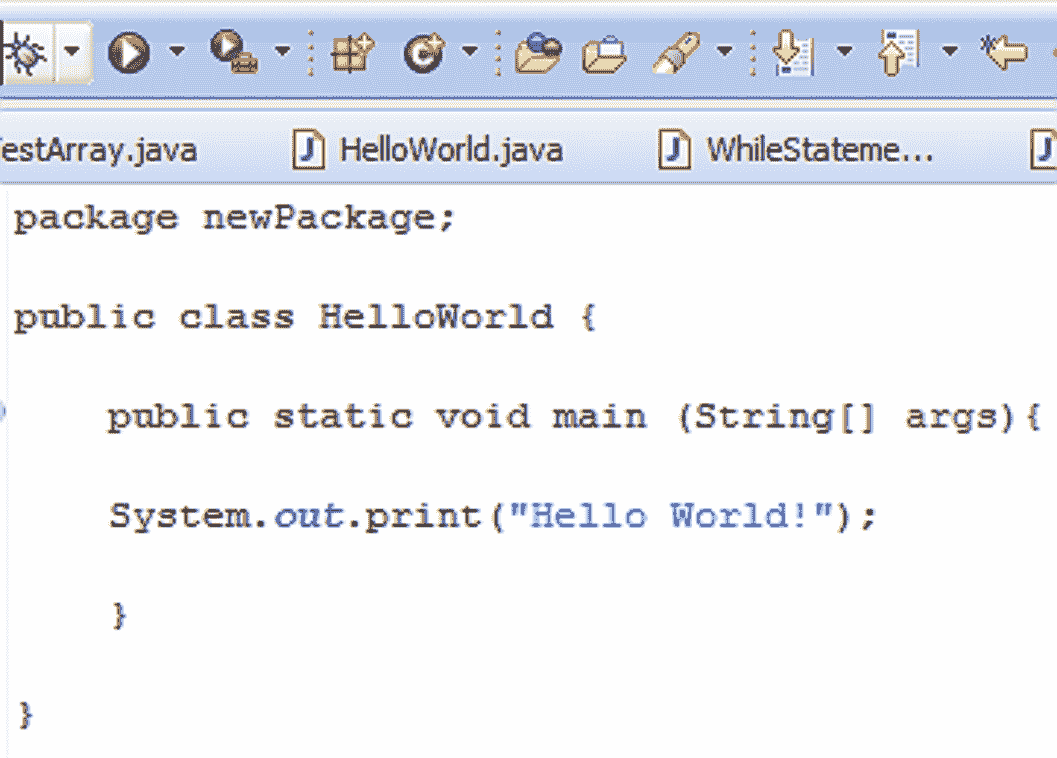 estArray.java HelloWorld.java WhileStateme...
package newPackage;
public class HelloWorld {
public static void main (String[] args){
System.out.print("Hello World!");
}
}